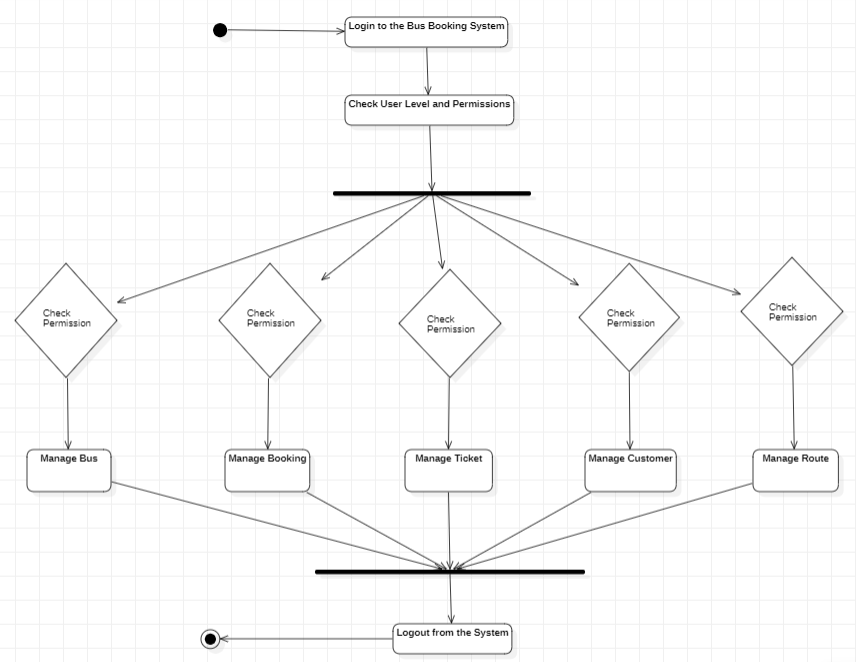 Login to the Bus Booking System
Check User Level and Permissions
Check
Permission
Check
Permission
Check
Permission
Check
Permission
Check
Permission
Manage Bus
Manage Booking
Manage Ticket
Manage Customer
Manage Route
Logout from the System